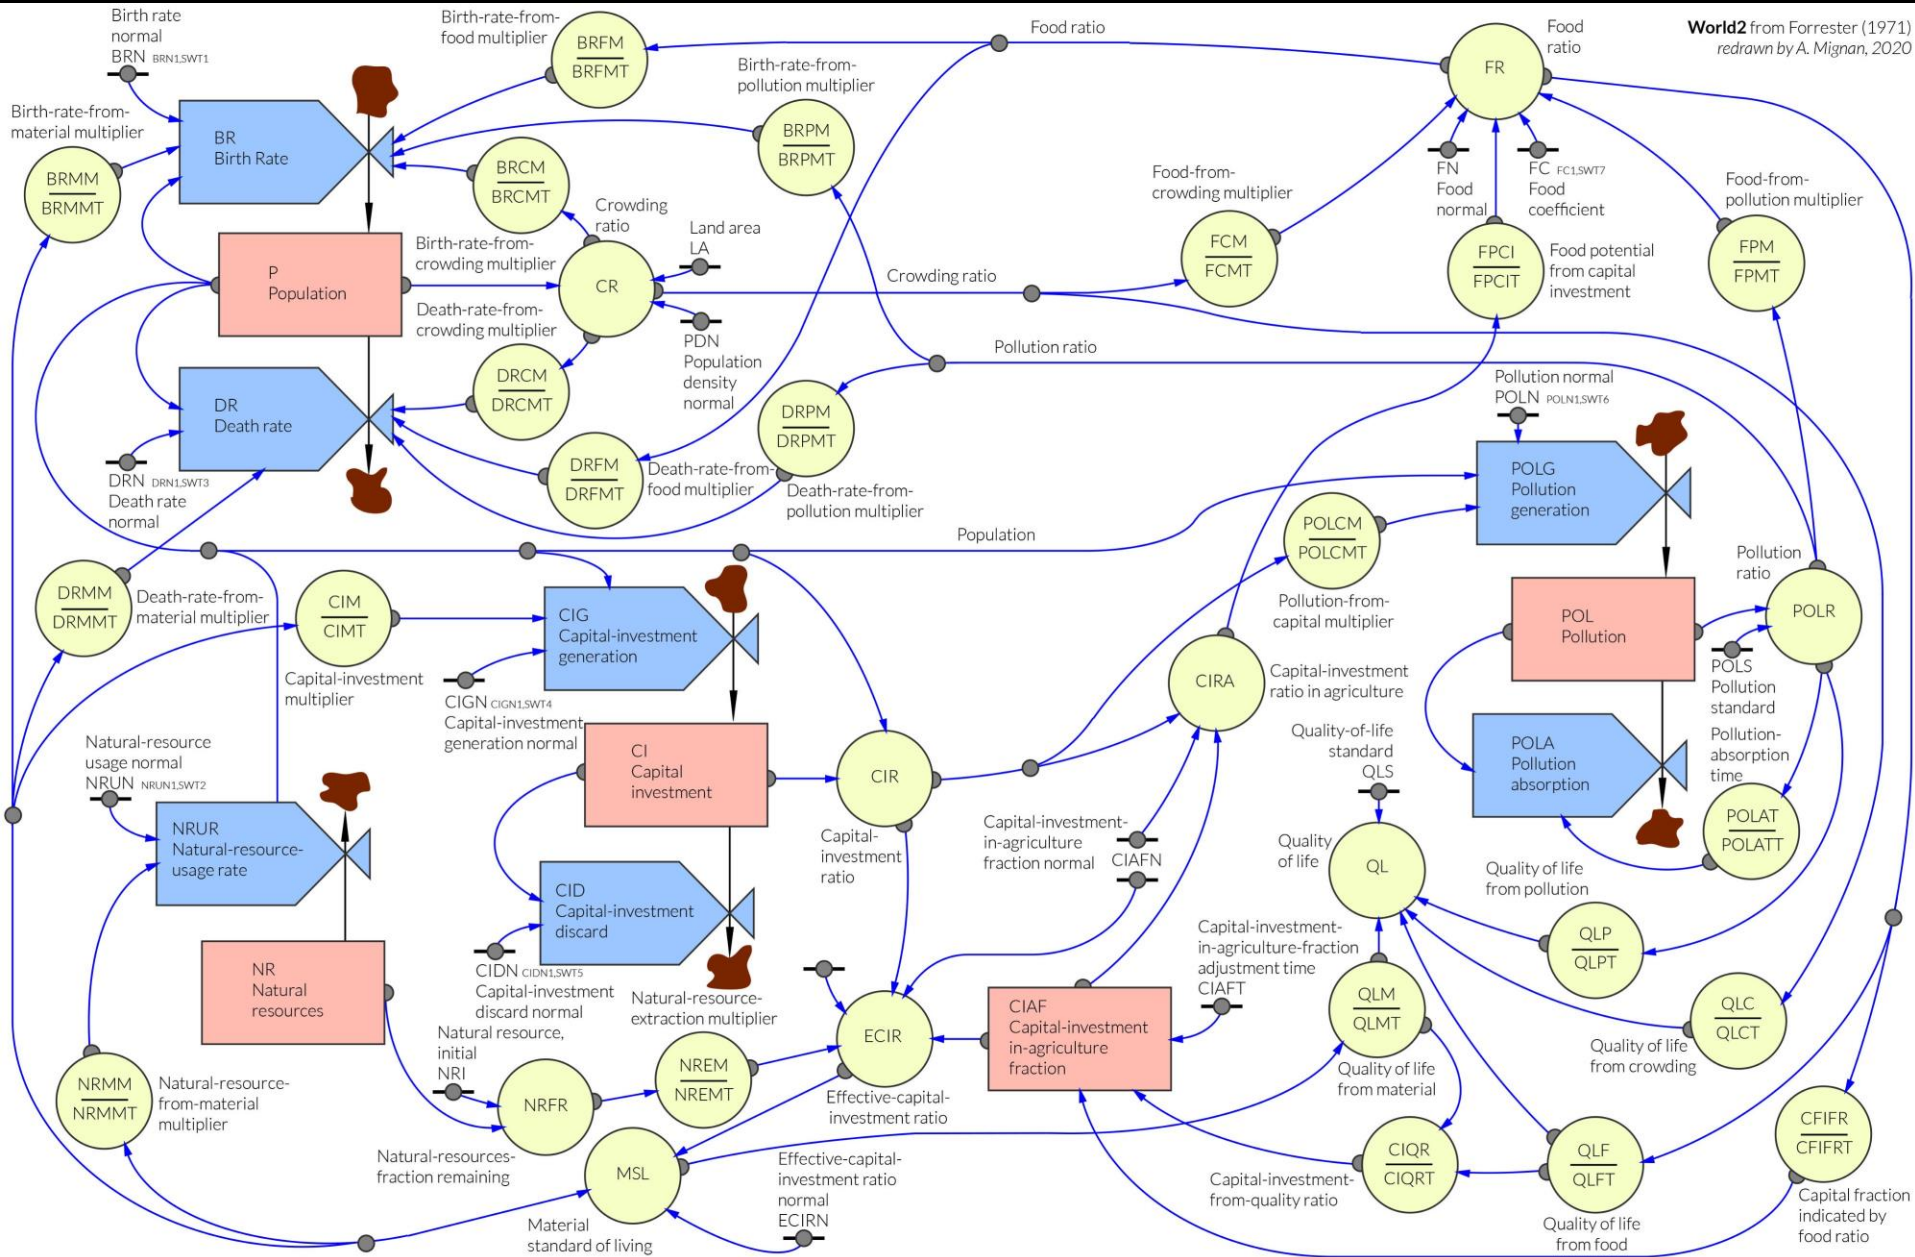 World2 from Forrester (1971)
redrawn by A. Mignan, 2020
Birth rate
normal
BRN BRN1,SWT1
Birth-rate-from-
food multiplier
BRFM
BRFMT
Food ratio
FR
Food
ratio
Birth-rate-from-
pollution multiplier
BRPM
BRPMT
Birth-rate-from-
material multiplier
BRMM
BRMMT
BR
Birth Rate
BRCM
BRCMT
Crowding
ratio
Birth-rate-from-
crowding multiplier
P
Population
CR
Land area
LA
PDN
Population
density
normal
Death-rate-from-
crowding multiplier
DRCM
DRCMT
Crowding ratio
Food-from-
crowding multiplier
FCM
FCMT
FN
Food
normal
FC FC1,SWT7
Food
coefficient
FPCI
FPCIT
Food potential
from capital
investment
Food-from-
pollution multiplier
FPM
FPMT
Pollution ratio
DR
Death rate
DRN DRN1,SWT3
Death rate
normal
DRFM
DRFMT
Death-rate-from-
food multiplier
DRPM
DRPMT
Death-rate-from-
pollution multiplier
Pollution normal
POLN POLN1,SWT6
POLG
Pollution
generation
POLCM
POLCMT
Pollution-from-
capital multiplier
Population
DRMM
DRMMT
Death-rate-from-
material multiplier
CIM
CIMT
Capital-investment
multiplier
CIG
Capital-investment
generation
CIGN CIGN1,SWT4
Capital-investment
generation normal
CI
Capital
investment
CIR
Capital-
investment
ratio
CIRA
Capital-investment
ratio in agriculture
POL
Pollution
Pollution
ratio
POLR
POLS
Pollution
standard
Pollution-
absorption
time
POLAT
POLATT
POLA
Pollution
absorption
Natural-resource
usage normal
NRUN NRUN1,SWT2
NRUR
Natural-resource-
usage rate
CID
Capital-investment
discard
CIDN CIDN1,SWT5
Capital-investment
discard normal
Capital-investment-
in-agriculture
fraction normal
CIAFN
Quality-of-life
standard
QLS
Quality
of life
QL
Quality of life
from pollution
QLP
QLPT
NR
Natural
resources
Natural-resource-
extraction multiplier
NREM
NREMT
Natural resource,
initial
NRI
NRFR
Natural-resources-
fraction remaining
ECIR
Effective-capital-
investment ratio
CIAF
Capital-investment
in-agriculture
fraction
Capital-investment-
in-agriculture-fraction
adjustment time
CIAFT
QLM
QLMT
Quality of life
from material
QLC
QLCT
Quality of life
from crowding
NRMM
NRMMT
Natural-resource-
from-material
multiplier
MSL
Material
standard of living
Effective-capital-
investment ratio
normal
ECIRN
CIQR
CIQRT
Capital-investment-
from-quality ratio
QLF
QLFT
Quality of life
from food
CFIFR
CFIFRT
Capital fraction
indicated by
food ratio